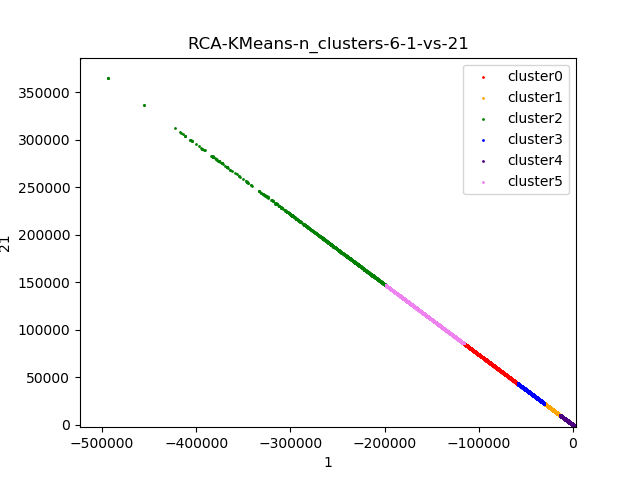 RCA-KMeans-n_clusters-6-1-vs-21
350000
300000
250000
200000
150000
100000
50000
0
21
cluster0
cluster1
cluster2
cluster3
cluster4
cluster5
−500000 −400000 −300000 −200000 −100000 0
1